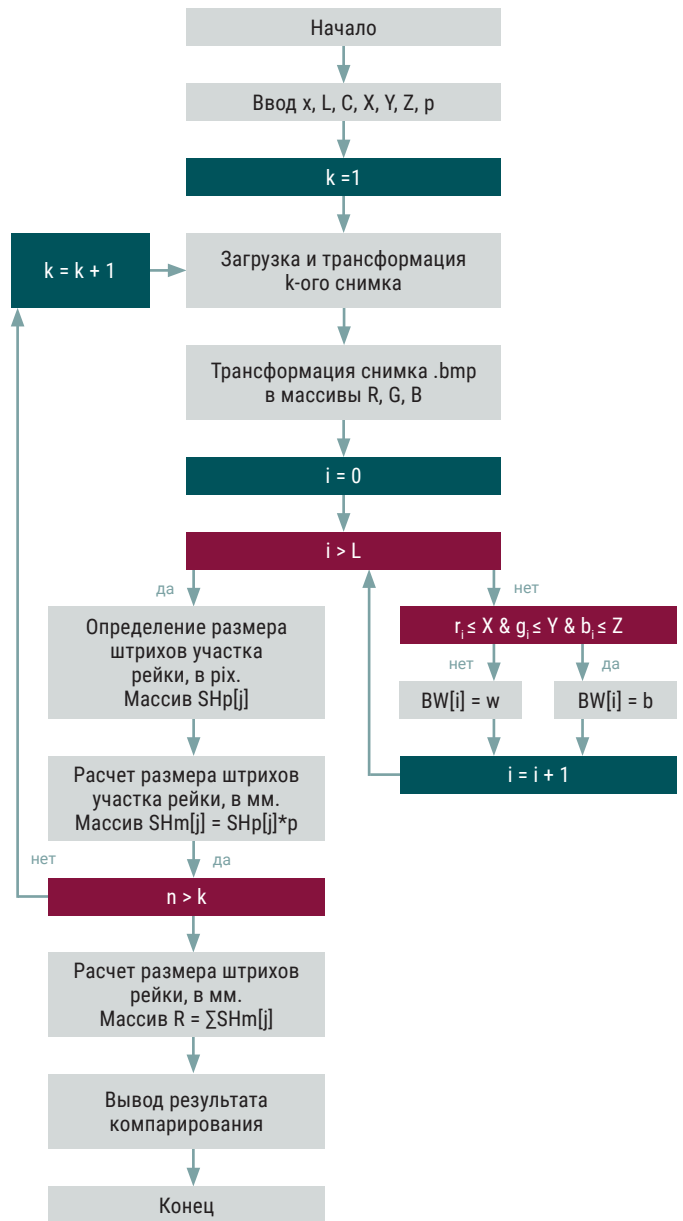 Начало
Ввод x, L, C, X, Y, Z, p
k =1
k = k + 1
Загрузка и трансформация
k-ого снимка
Трансформация снимка .bmp
в массивы R, G, B
i = 0
i > L
да
нет
Определение размера
штрихов участка
рейки, в pix.
Массив SHp[j]
rᵢ ≤ X & gᵢ ≤ Y & bᵢ ≤ Z
нет
да
BW[i] = w
BW[i] = b
i = i + 1
Расчет размера штрихов
участка рейки, в мм.
Массив SHm[j] = SHp[j]*p
нет
да
n > k
Расчет размера штрихов
рейки, в мм.
Массив R = ∑SHm[j]
Вывод результата
компарирования
Конец